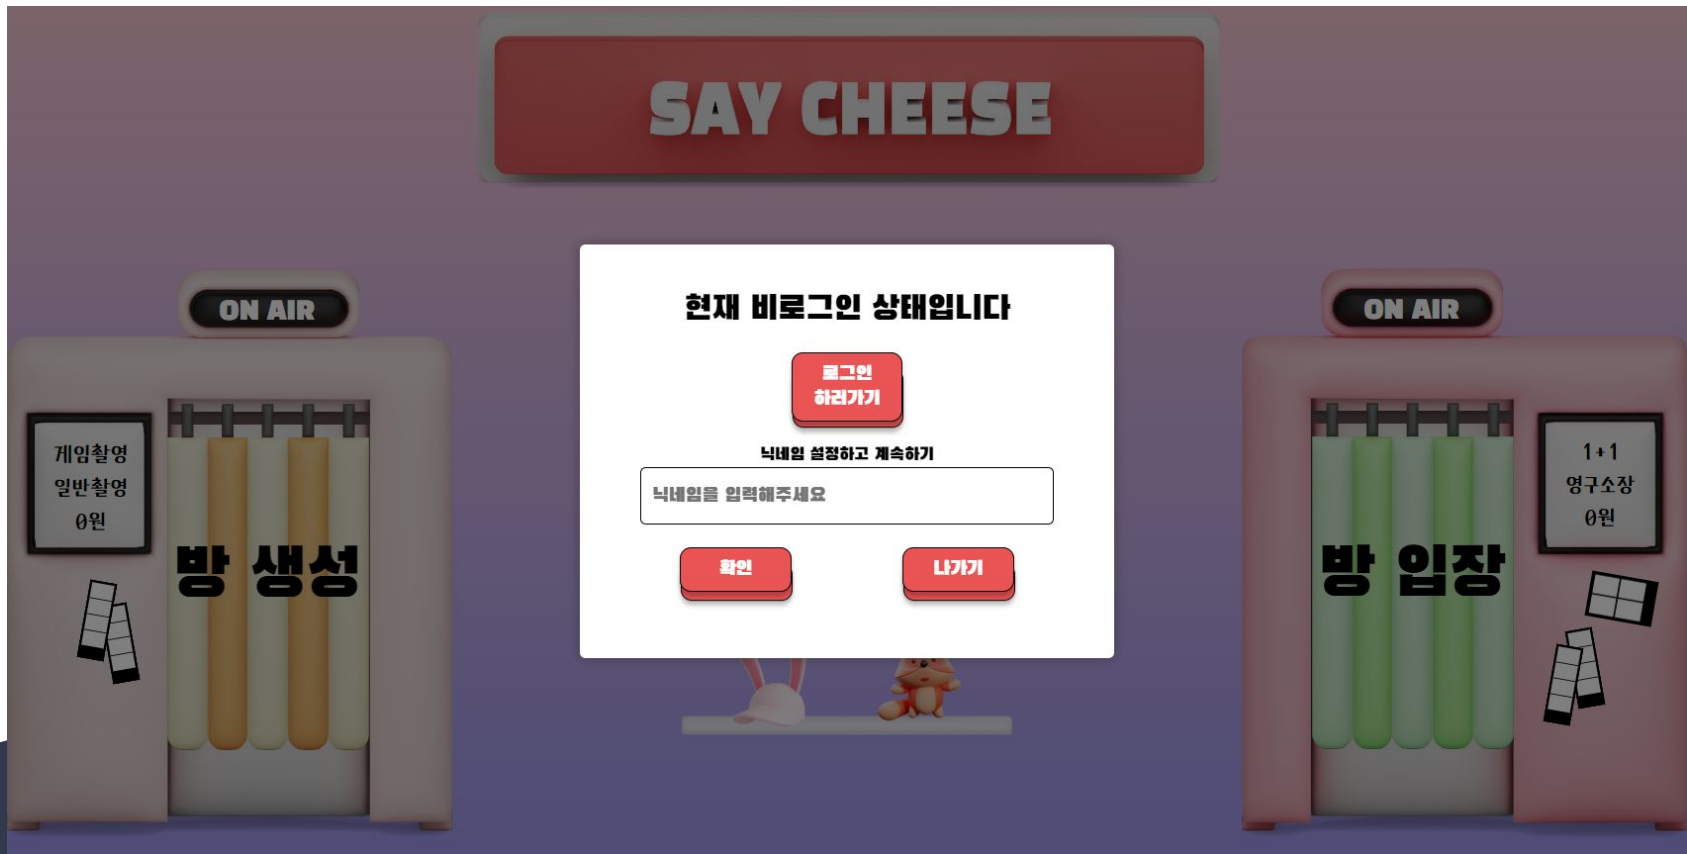 SAY CHEESE
현재 비로그인 상태입니다
로그인
하러가기
닉네임 설정하고 계속하기
닉네임을 입력해주세요
확인
나가기
ON AIR
게임촬영
일반촬영
0원
방 생성
ON AIR
1+1
영구소장
0원
방 입장